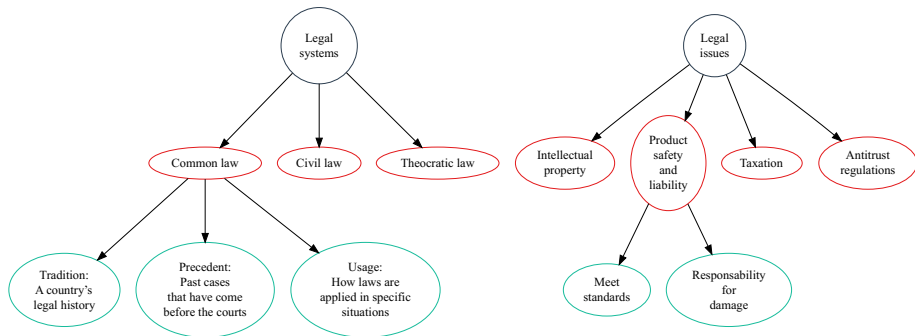 Legal
systems
Common law
Civil law
Theocratic law
Tradition:
A country's
legal history
Precedent:
Past cases
that have come
before the courts
Usage:
How laws are
applied in specific
situations
Legal
issues
Intellectual
property
Product
safety
and
liability
Taxation
Antitrust
regulations
Meet
standards
Responsability
for
damage